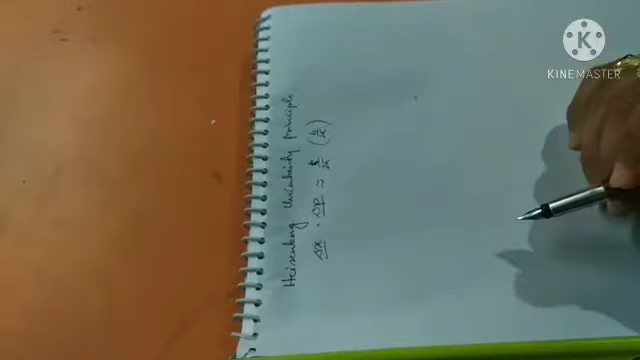 Heisenberg Uncertainty principle
Δx · Δp ≈
KINEMASTER